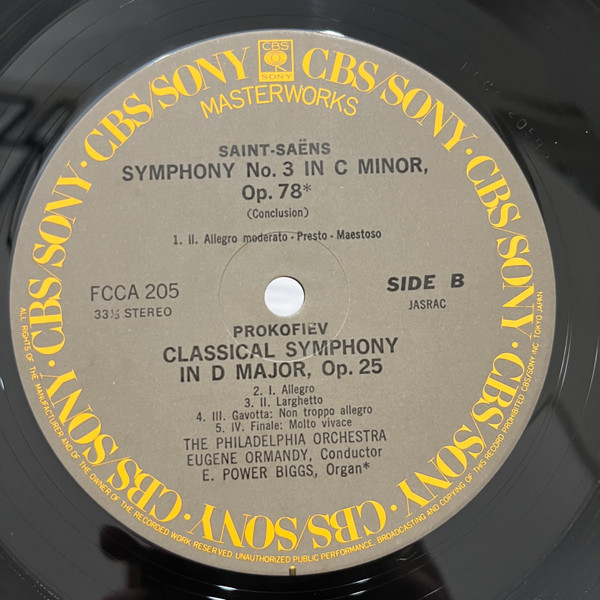 CBS/SONY · CBS/SONY · CBS/SONY · CBS/SONY · CBS/SONY · CBS/SONY · CBS/SONY · CBS/SONY
CBS
SONY
MASTERWORKS
SAINT-SAËNS
SYMPHONY No. 3 IN C MINOR,
Op. 78*
(Conclusion)
1. II. Allegro moderato - Presto - Maestoso
FCCA 205
33⅓ STEREO
SIDE B
JASRAC
PROKOFIEV
CLASSICAL SYMPHONY
IN D MAJOR, Op. 25
2. I. Allegro
3. II. Larghetto
4. III. Gavotta: Non troppo allegro
5. IV. Finale: Molto vivace
THE PHILADELPHIA ORCHESTRA
EUGENE ORMANDY, Conductor
E. POWER BIGGS, Organ*
ALL RIGHTS OF THE MANUFACTURER AND OF THE OWNER OF THE RECORDED WORK RESERVED. UNAUTHORIZED PUBLIC PERFORMANCE, BROADCASTING AND COPYING OF THIS RECORD PROHIBITED CBS/SONY INC. TOKYO JAPAN